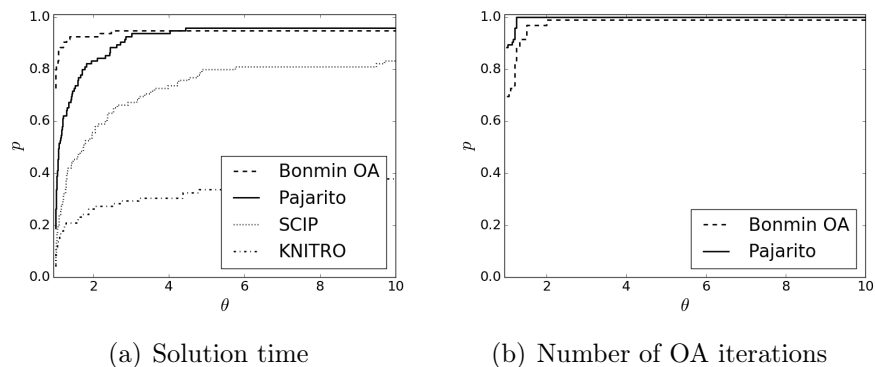 1.0
0.8
0.6
0.4
0.2
0.0
p
2
4
6
8
10
θ
Bonmin OA
Pajarito
SCIP
KNITRO
(a) Solution time
1.0
0.8
0.6
0.4
0.2
0.0
p
2
4
6
8
10
θ
Bonmin OA
Pajarito
(b) Number of OA iterations